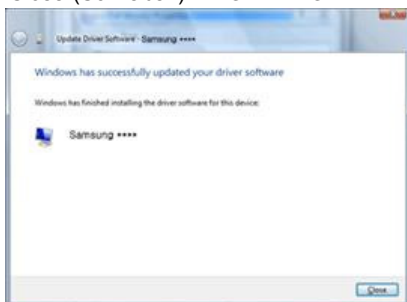 Update Driver Software - Samsung ****
Windows has successfully updated your driver software
Windows has finished installing the driver software for this device:
Samsung ****
Close